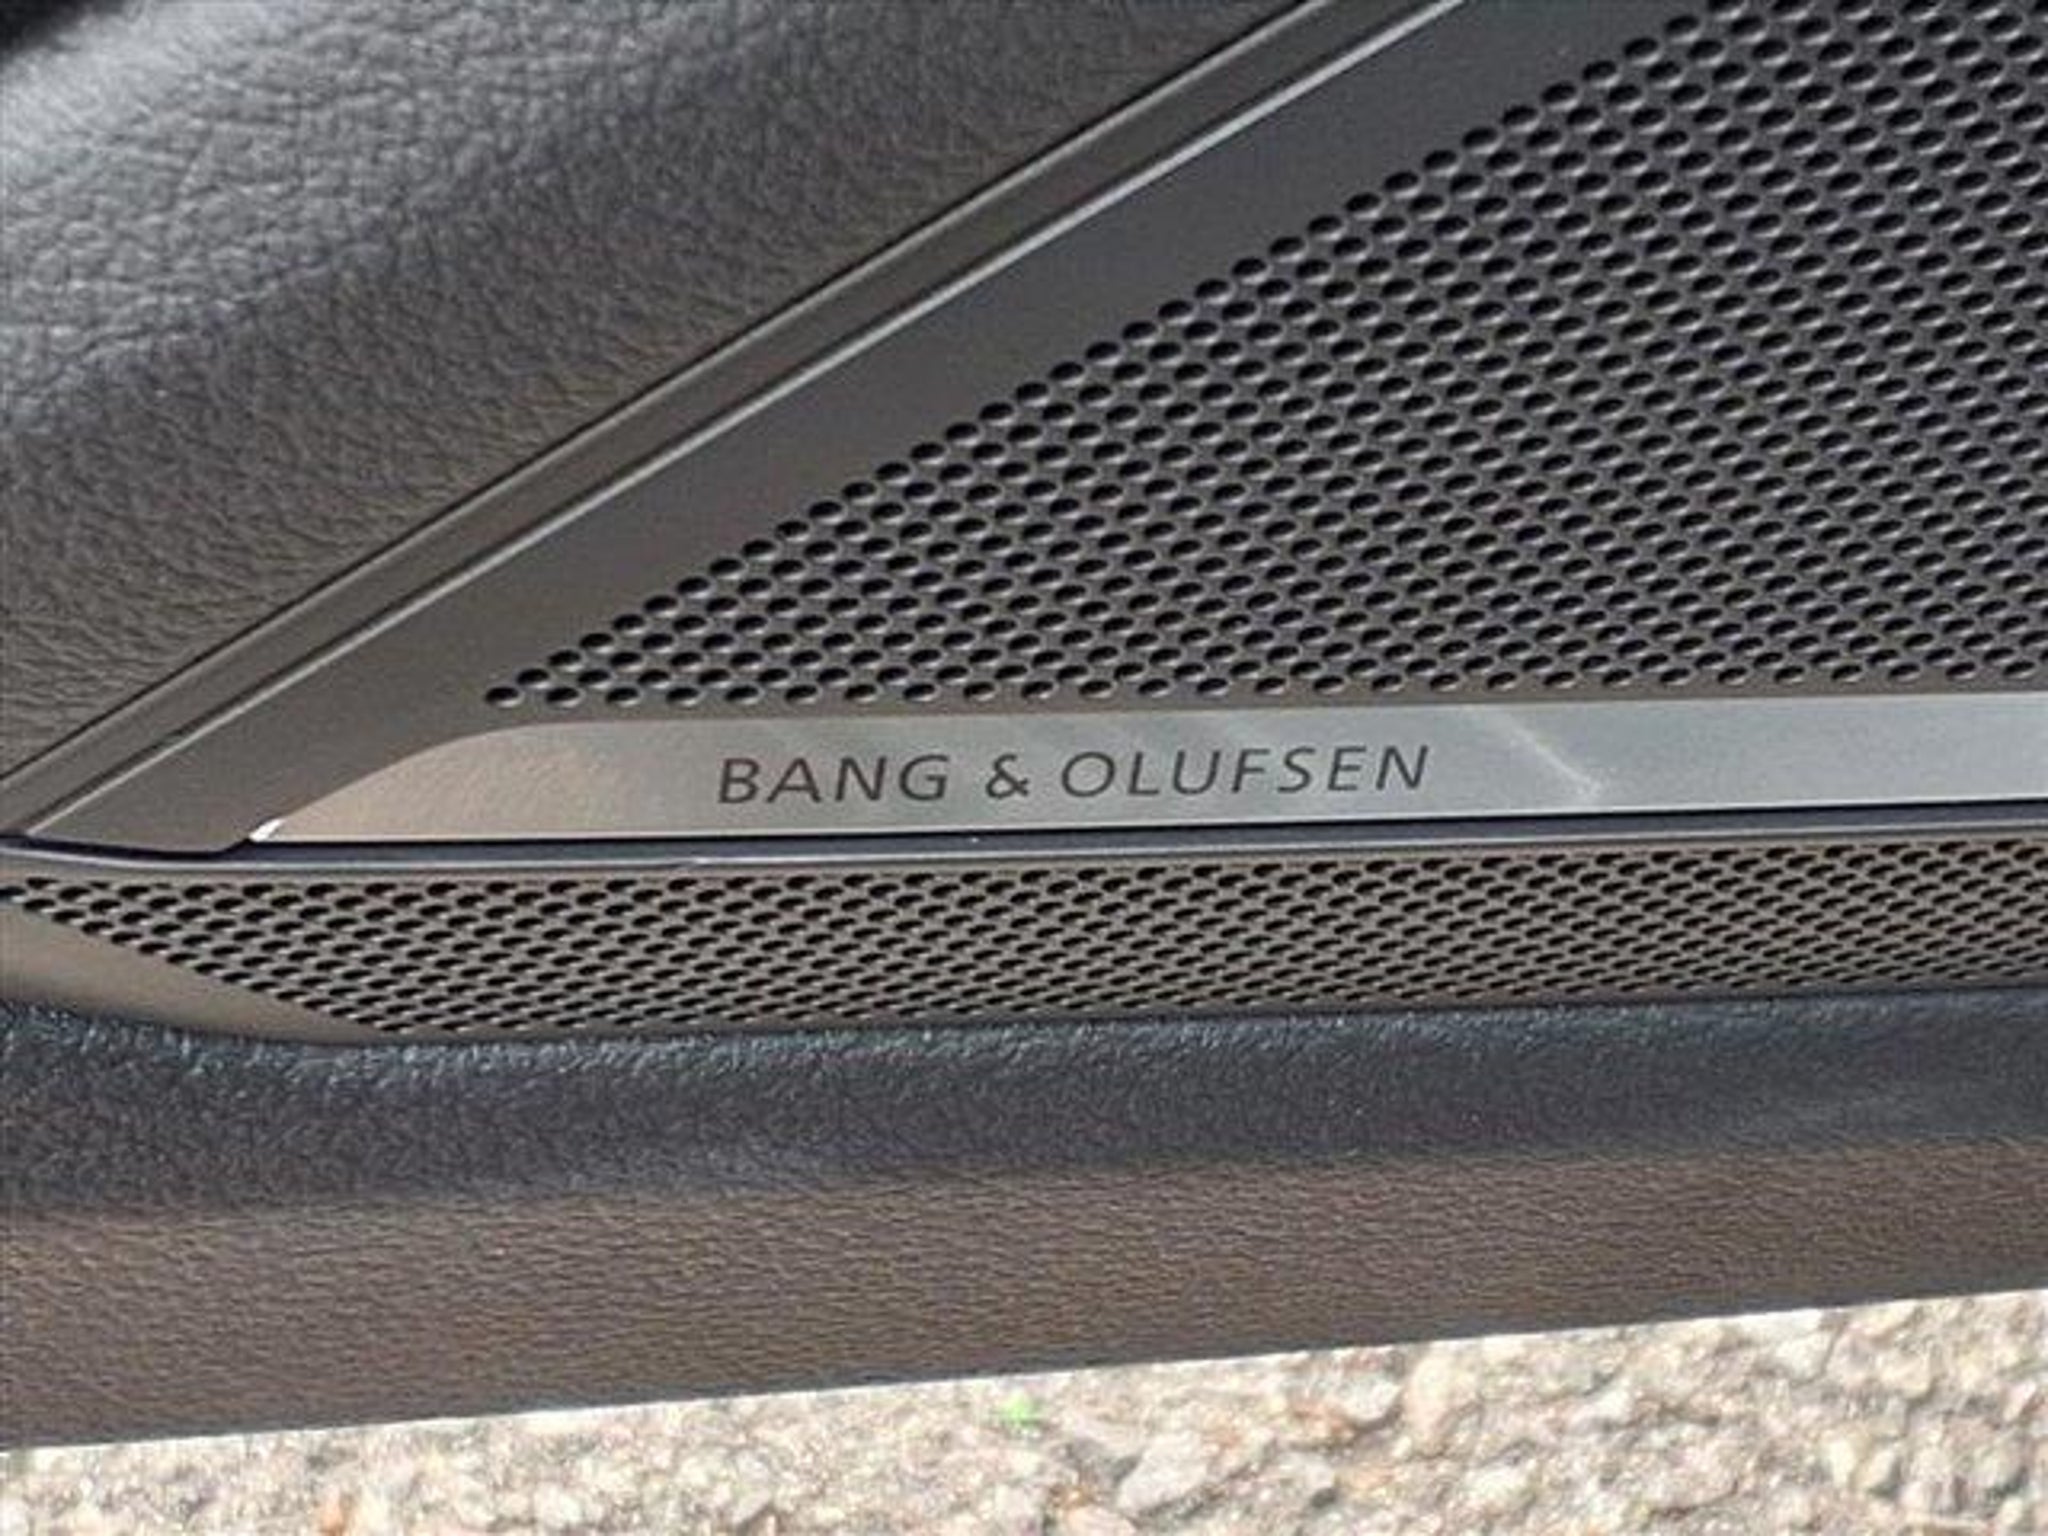 BANG & OLUFSEN